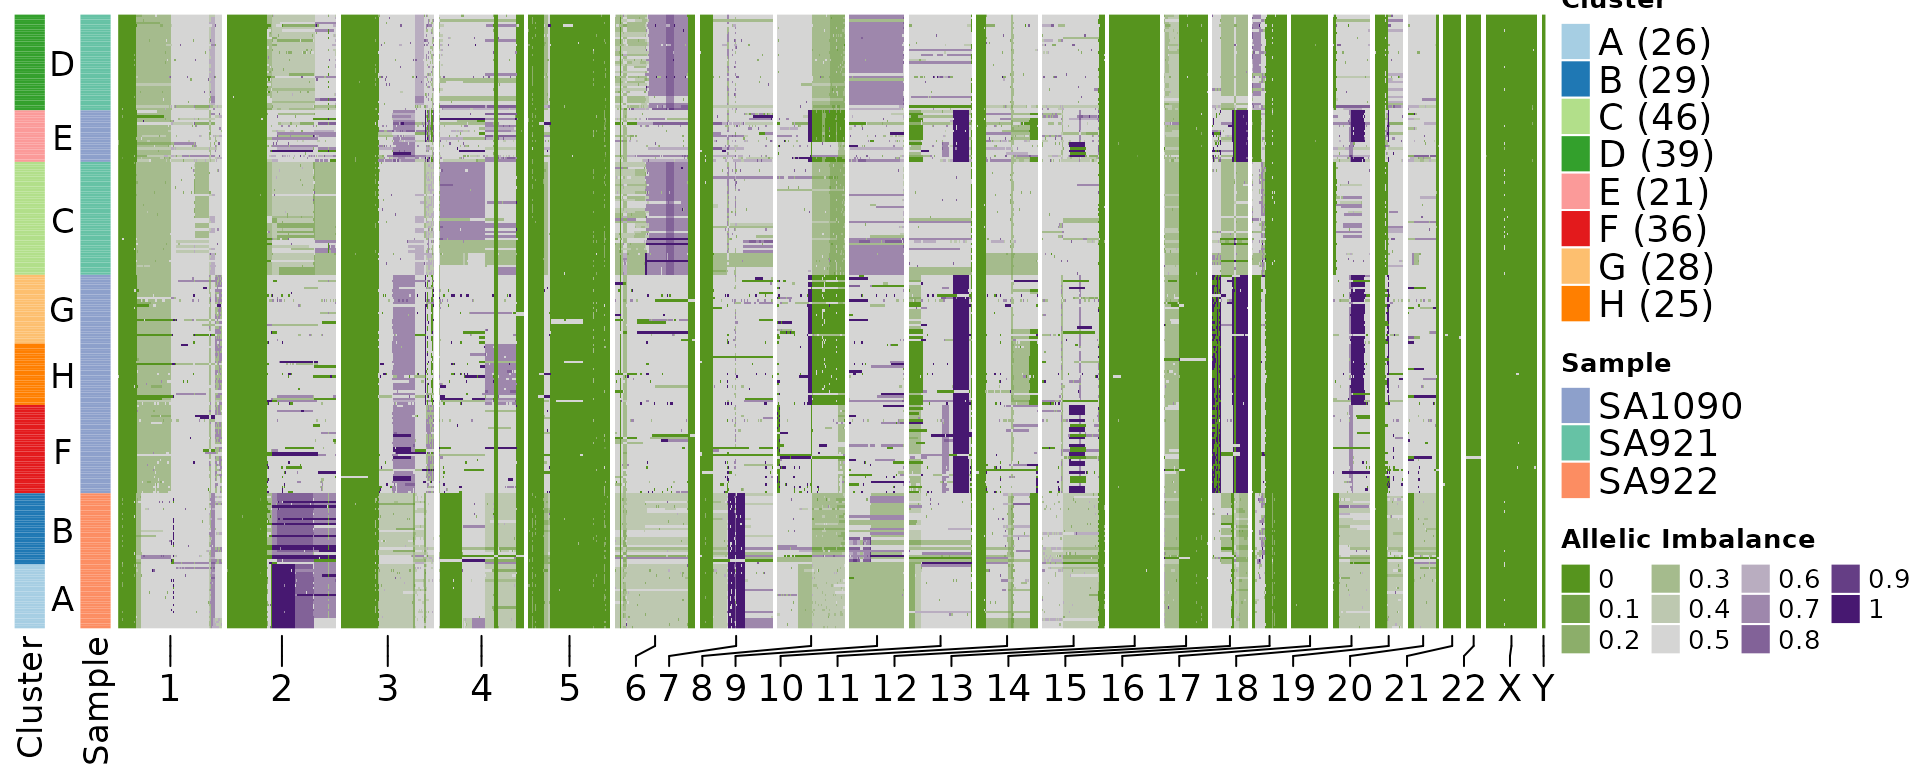 Cluster
A (26)
B (29)
C (46)
D (39)
E (21)
F (36)
G (28)
H (25)
Sample
SA1090
SA921
SA922
Allelic Imbalance
0 0.3 0.6 0.9
0.1 0.4 0.7 1
0.2 0.5 0.8
D
E
C
G
H
F
B
A
Cluster
Sample
1 2 3 4 5 6 7 8 9 10 11 12 13 14 15 16 17 18 19 20 21 22 X Y